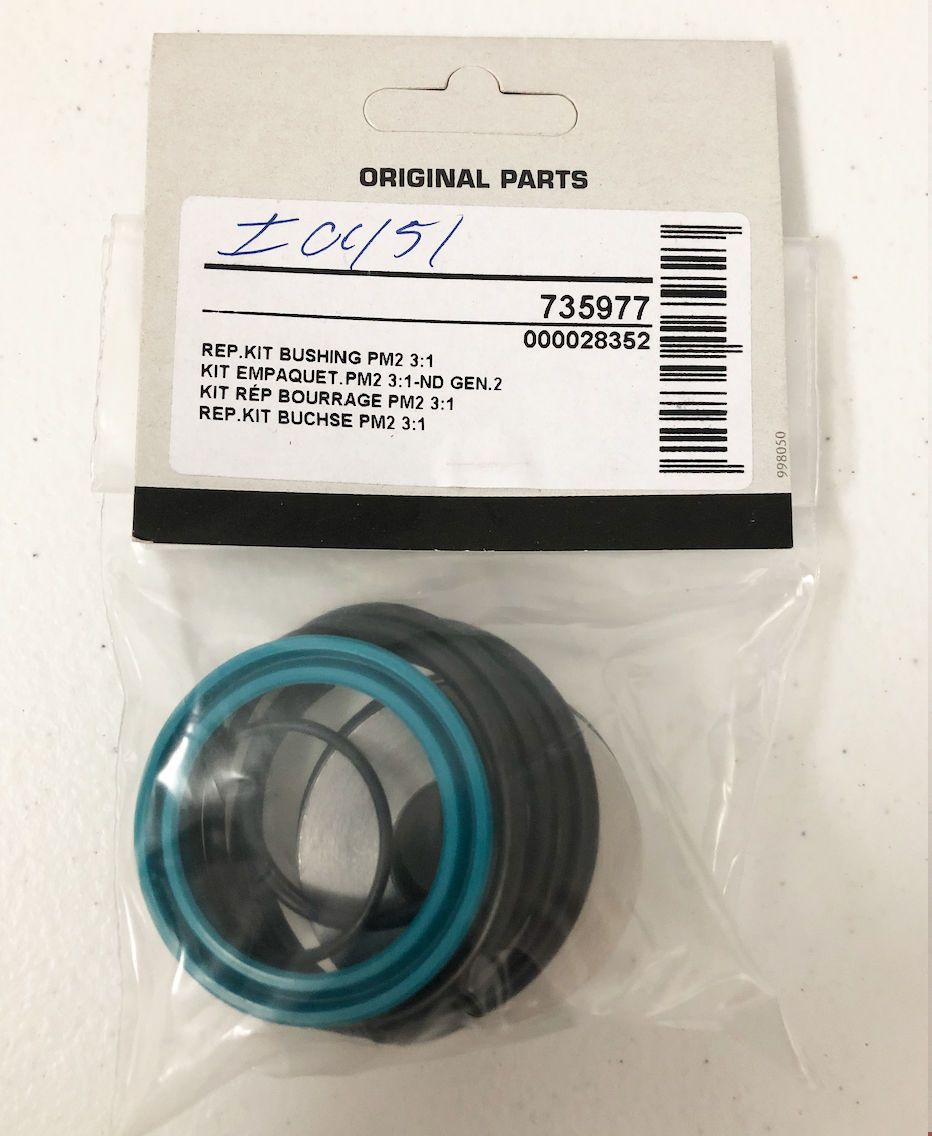 ORIGINAL PARTS
735977
000028352
REP.KIT BUSHING PM2 3:1
KIT EMPAQUET.PM2 3:1-ND GEN.2
KIT RÉP BOURRAGE PM2 3:1
REP.KIT BUCHSE PM2 3:1
998050